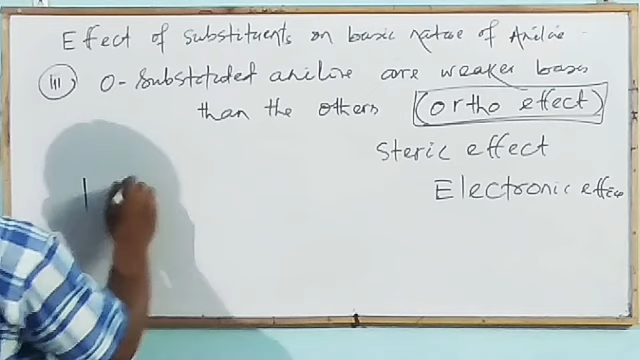 Effect of substituents on basic nature of Aniline -
(iii) O-substituted aniline are weaker bases
than the others (ortho effect)
Steric effect
Electronic effect